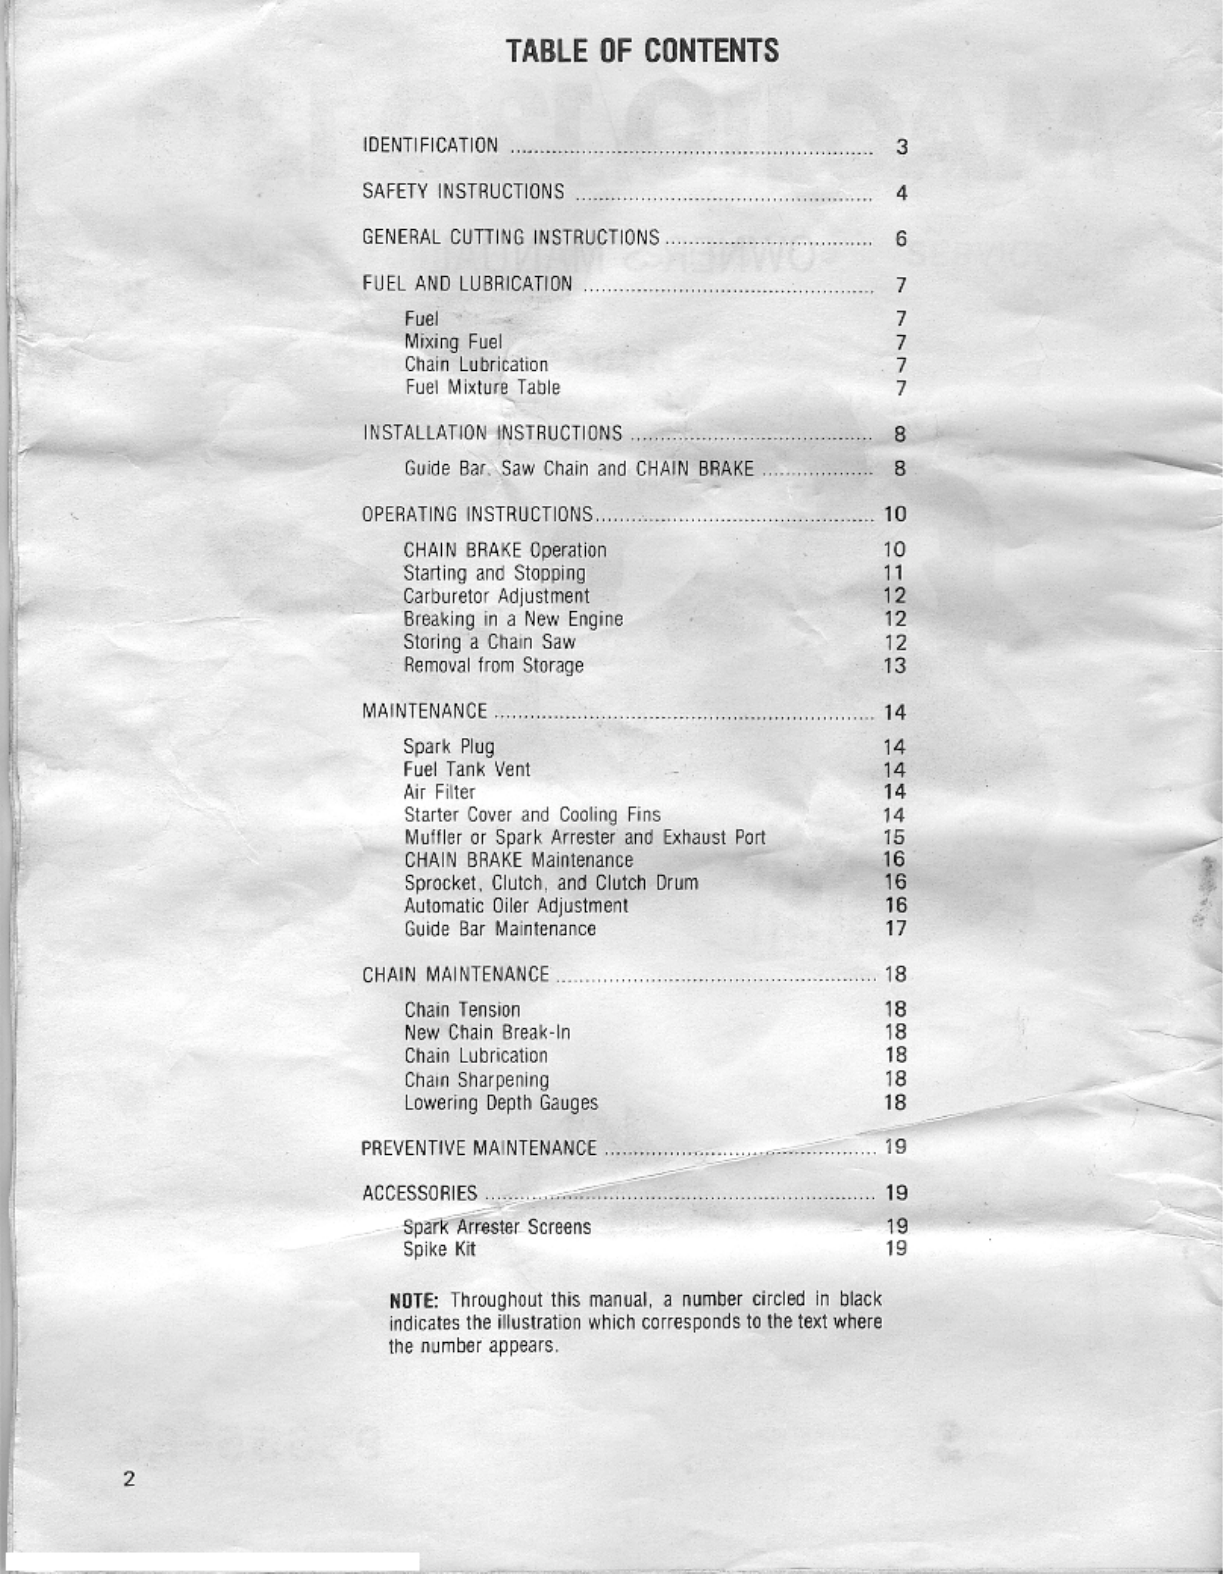 TABLE OF CONTENTS
IDENTIFICATION ........ 3
SAFETY INSTRUCTIONS ........ 4
GENERAL CUTTING INSTRUCTIONS ........ 6
FUEL AND LUBRICATION ........ 7
Fuel 7
Mixing Fuel 7
Chain Lubrication 7
Fuel Mixture Table 7
INSTALLATION INSTRUCTIONS ........ 8
Guide Bar, Saw Chain and CHAIN BRAKE ........ 8
OPERATING INSTRUCTIONS ........ 10
CHAIN BRAKE Operation 10
Starting and Stopping 11
Carburetor Adjustment 12
Breaking in a New Engine 12
Storing a Chain Saw 12
Removal from Storage 13
MAINTENANCE ........ 14
Spark Plug 14
Fuel Tank Vent 14
Air Filter 14
Starter Cover and Cooling Fins 14
Muffler or Spark Arrester and Exhaust Port 15
CHAIN BRAKE Maintenance 16
Sprocket, Clutch, and Clutch Drum 16
Automatic Oiler Adjustment 16
Guide Bar Maintenance 17
CHAIN MAINTENANCE ........ 18
Chain Tension 18
New Chain Break-In 18
Chain Lubrication 18
Chain Sharpening 18
Lowering Depth Gauges 18
PREVENTIVE MAINTENANCE ........ 19
ACCESSORIES ........ 19
Spark Arrester Screens 19
Spike Kit 19
NOTE: Throughout this manual, a number circled in black
indicates the illustration which corresponds to the text where
the number appears.
2